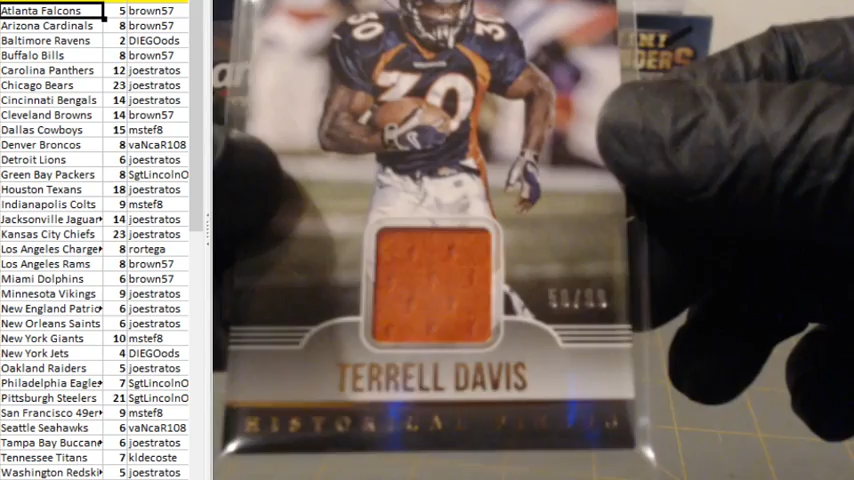 Atlanta Falcons 5 brown57
Arizona Cardinals 8 brown57
Baltimore Ravens 2 DIEGOods
Buffalo Bills 8 brown57
Carolina Panthers 12 joestratos
Chicago Bears 23 joestratos
Cincinnati Bengals 14 joestratos
Cleveland Browns 14 brown57
Dallas Cowboys 15 mstef8
Denver Broncos 8 vaNcaR108
Detroit Lions 6 joestratos
Green Bay Packers 8 SgtLincolnO
Houston Texans 18 joestratos
Indianapolis Colts 9 mstef8
Jacksonville Jaguar 14 joestratos
Kansas City Chiefs 23 joestratos
Los Angeles Charge 8 rortega
Los Angeles Rams 8 brown57
Miami Dolphins 6 brown57
Minnesota Vikings 9 joestratos
New England Patrio 6 joestratos
New Orleans Saints 6 joestratos
New York Giants 10 mstef8
New York Jets 4 DIEGOods
Oakland Raiders 5 joestratos
Philadelphia Eagle 7 SgtLincolnO
Pittsburgh Steelers 21 SgtLincolnO
San Francisco 49er 9 mstef8
Seattle Seahawks 6 vaNcaR108
Tampa Bay Buccan 6 joestratos
Tennessee Titans 7 kldecoste
Washington Redski 5 joestratos
30
30
TERRELL DAVIS
HISTORICAL